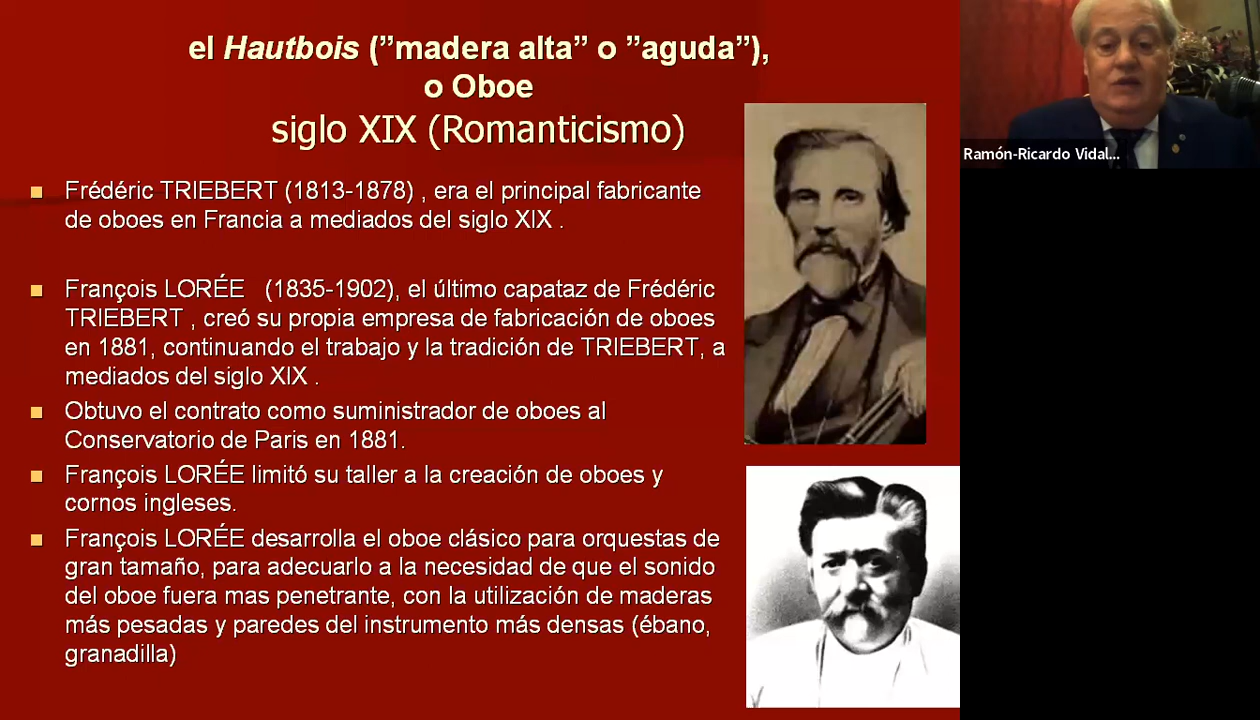 el Hautbois (”madera alta” o ”aguda”),
o Oboe
siglo XIX (Romanticismo)
Frédéric TRIEBERT (1813-1878) , era el principal fabricante
de oboes en Francia a mediados del siglo XIX .
François LORÉE (1835-1902), el último capataz de Frédéric
TRIEBERT , creó su propia empresa de fabricación de oboes
en 1881, continuando el trabajo y la tradición de TRIEBERT, a
mediados del siglo XIX .
Obtuvo el contrato como suministrador de oboes al
Conservatorio de Paris en 1881.
François LORÉE limitó su taller a la creación de oboes y
cornos ingleses.
François LORÉE desarrolla el oboe clásico para orquestas de
gran tamaño, para adecuarlo a la necesidad de que el sonido
del oboe fuera mas penetrante, con la utilización de maderas
más pesadas y paredes del instrumento más densas (ébano,
granadilla)
Ramón-Ricardo Vidal...